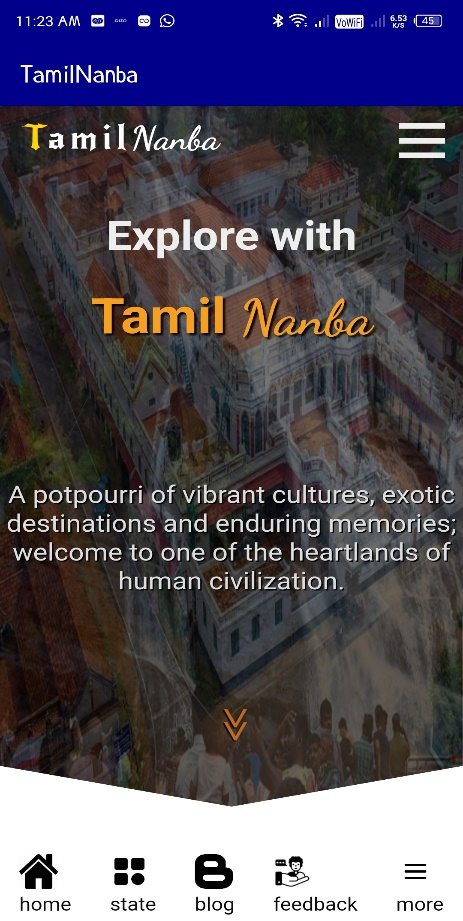 11:23 AM
VoWiFi
6.53
K/S
45
TamilNanba
Tamil Nanba
Explore with
Tamil Nanba
A potpourri of vibrant cultures, exotic
destinations and enduring memories;
welcome to one of the heartlands of
human civilization.
home
state
blog
feedback
more